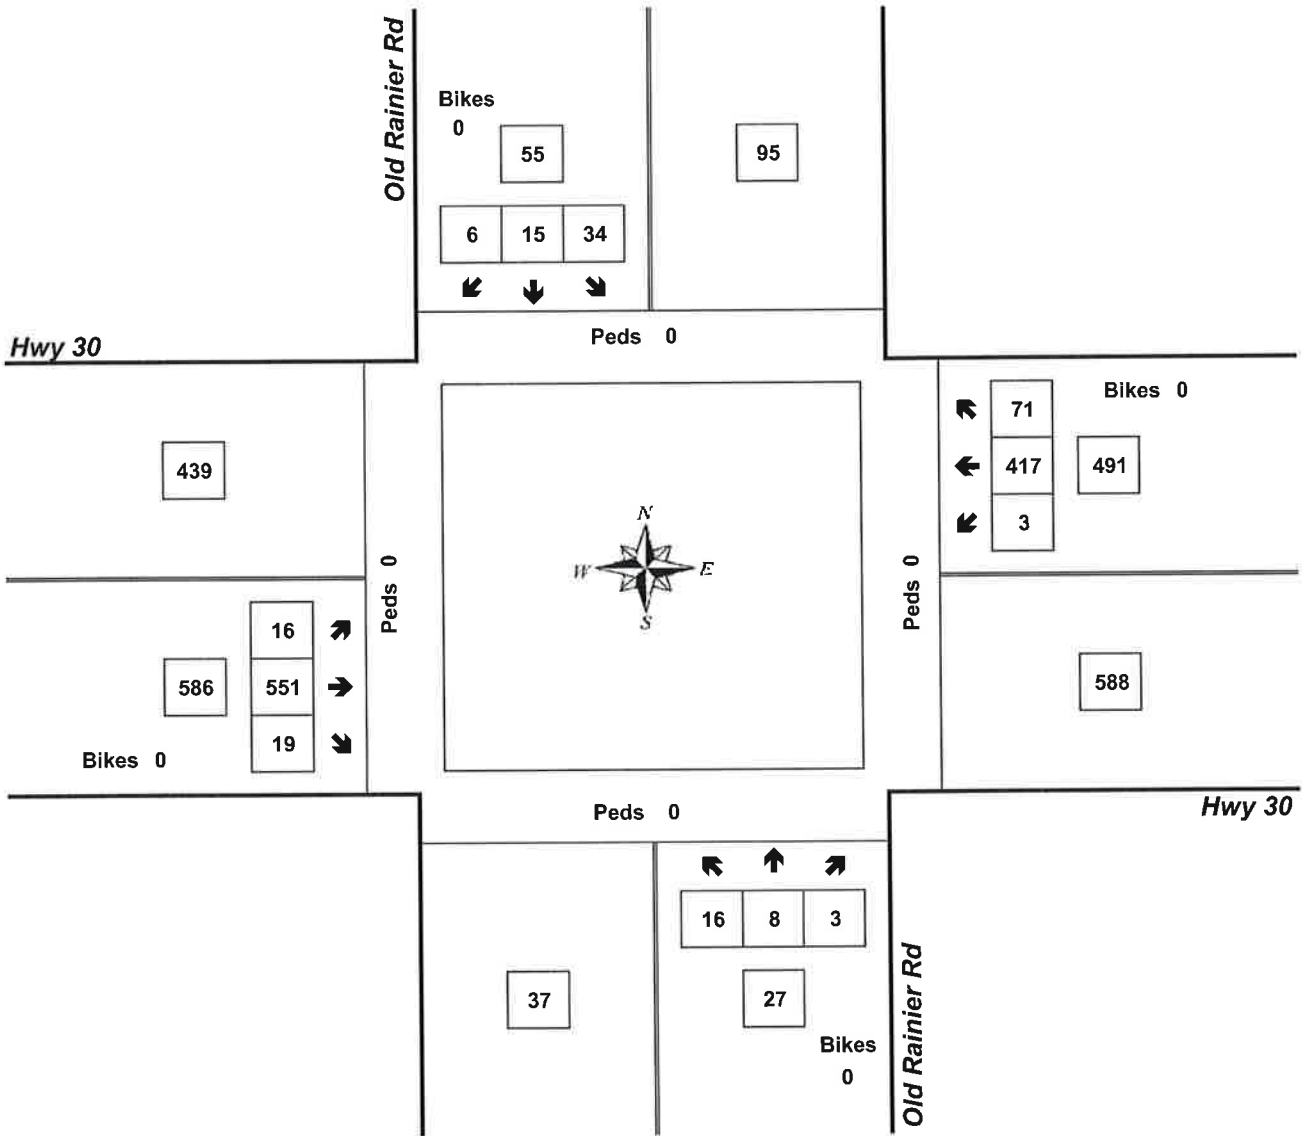 Old Rainier Rd
Bikes
0
55
95
6 15 34
Peds 0
Hwy 30
71
Bikes 0
439
417
491
3
N
W E
S
Peds 0
Peds 0
16
586
551
588
19
Bikes 0
Peds 0
Hwy 30
16 8 3
37
27
Old Rainier Rd
Bikes
0